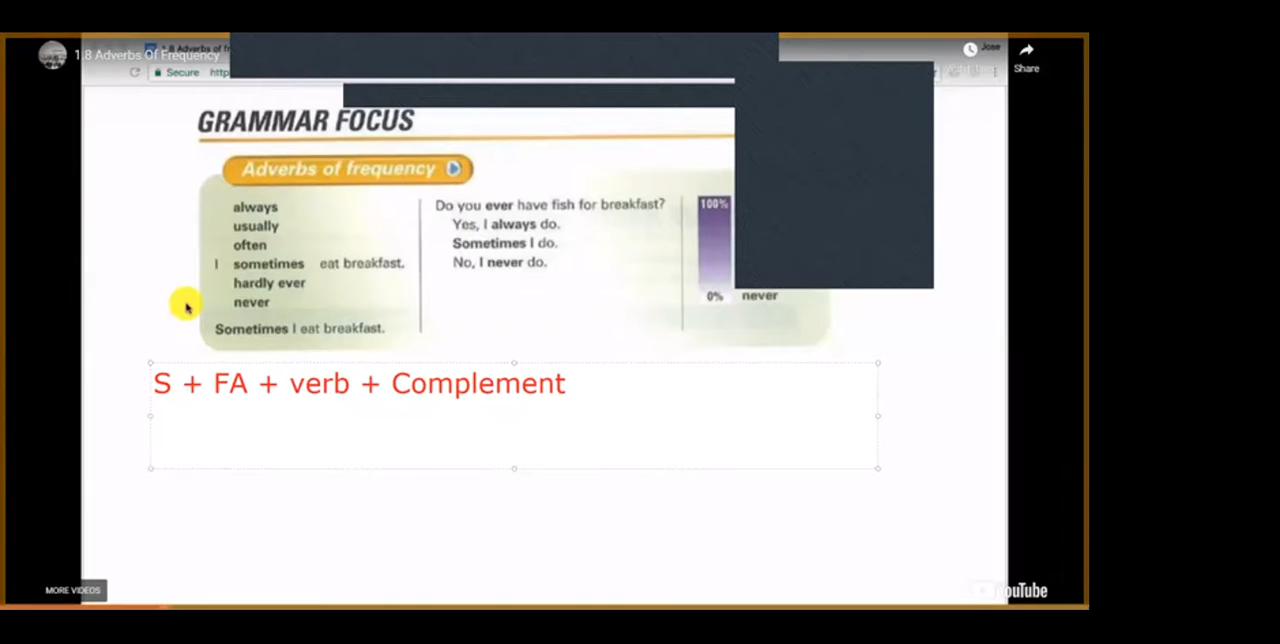 1.8 Adverbs Of Frequency
Jose
Share
Secure
GRAMMAR FOCUS
Adverbs of frequency
always
usually
often
I sometimes eat breakfast.
hardly ever
never
Sometimes I eat breakfast.
Do you ever have fish for breakfast?
Yes, I always do.
Sometimes I do.
No, I never do.
100%
0% never
S + FA + verb + Complement
MORE VIDEOS
YouTube